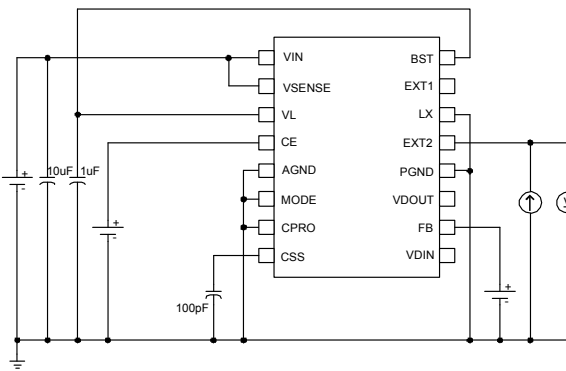 VIN
BST
VSENSE
EXT1
VL
LX
CE
EXT2
AGND
PGND
MODE
VDOUT
CPRO
FB
CSS
VDIN
10uF
1uF
100pF
+
-
+
-
+
-